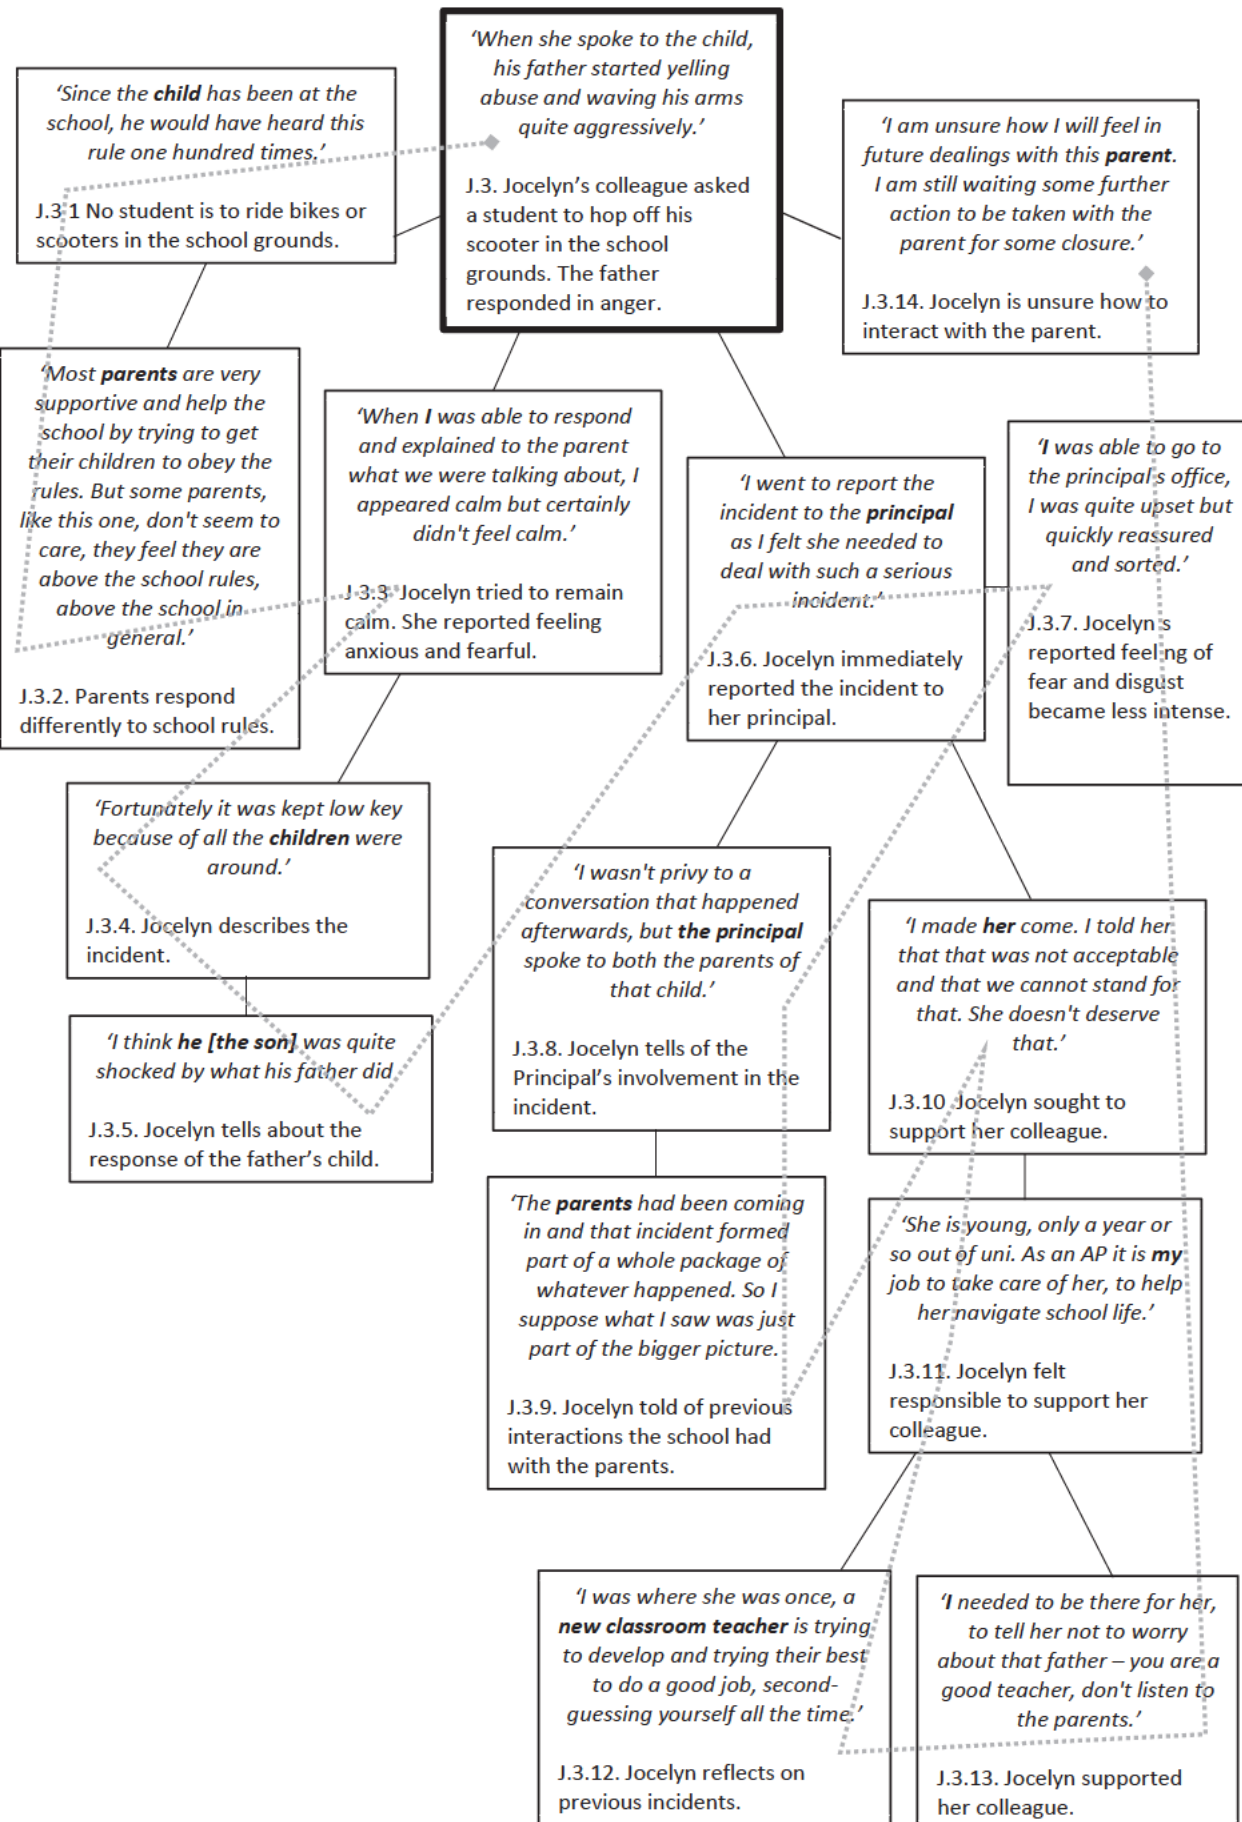 'When she spoke to the child,
his father started yelling
abuse and waving his arms
quite aggressively.'
J.3. Jocelyn's colleague asked
a student to hop off his
scooter in the school
grounds. The father
responded in anger.
'Since the child has been at the
school, he would have heard this
rule one hundred times.'
J.3 1 No student is to ride bikes or
scooters in the school grounds.
'Most parents are very
supportive and help the
school by trying to get
their children to obey the
rules. But some parents,
like this one, don't seem to
care, they feel they are
above the school rules,
above the school in
general.'
J.3.2. Parents respond
differently to school rules.
'When I was able to respond
and explained to the parent
what we were talking about, I
appeared calm but certainly
didn't feel calm.'
J.3.3. Jocelyn tried to remain
calm. She reported feeling
anxious and fearful.
'Fortunately it was kept low key
because of all the children were
around.'
J.3.4. Jocelyn describes the
incident.
'I think he [the son] was quite
shocked by what his father did
J.3.5. Jocelyn tells about the
response of the father's child.
'I went to report the
incident to the principal
as I felt she needed to
deal with such a serious
incident.'
J.3.6. Jocelyn immediately
reported the incident to
her principal.
'I was able to go to
the principal's office,
I was quite upset but
quickly reassured
and sorted.'
J.3.7. Jocelyn's
reported feeling of
fear and disgust
became less intense.
'I wasn't privy to a
conversation that happened
afterwards, but the principal
spoke to both the parents of
that child.'
J.3.8. Jocelyn tells of the
Principal's involvement in the
incident.
'The parents had been coming
in and that incident formed
part of a whole package of
whatever happened. So I
suppose what I saw was just
part of the bigger picture.
J.3.9. Jocelyn told of previous
interactions the school had
with the parents.
'I made her come. I told her
that that was not acceptable
and that we cannot stand for
that. She doesn't deserve
that.'
J.3.10 Jocelyn sought to
support her colleague.
'She is young, only a year or
so out of uni. As an AP it is my
job to take care of her, to help
her navigate school life.'
J.3.11. Jocelyn felt
responsible to support her
colleague.
'I was where she was once, a
new classroom teacher is trying
to develop and trying their best
to do a good job, second-
guessing yourself all the time.'
J.3.12. Jocelyn reflects on
previous incidents.
'I needed to be there for her,
to tell her not to worry
about that father – you are a
good teacher, don't listen to
the parents.'
J.3.13. Jocelyn supported
her colleague.
'I am unsure how I will feel in
future dealings with this parent.
I am still waiting some further
action to be taken with the
parent for some closure.'
J.3.14. Jocelyn is unsure how to
interact with the parent.